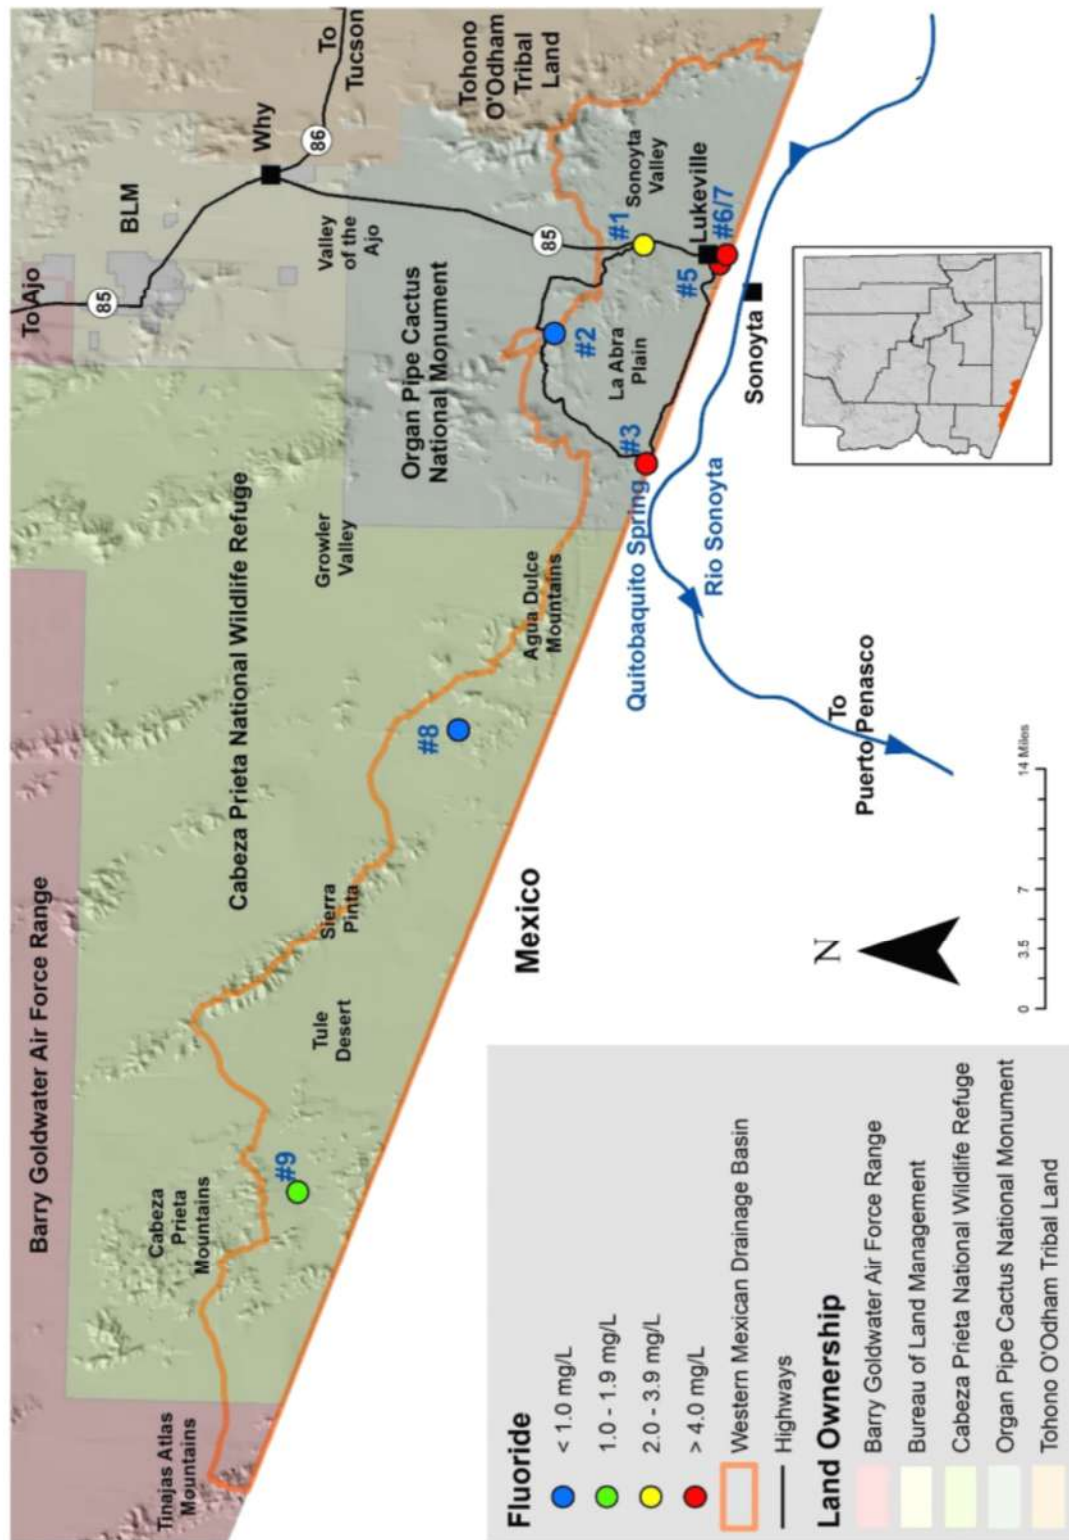 Barry Goldwater Air Force Range
To Ajo
85
BLM
Why
86
To
Tucson
Tinajas Atlas
Mountains
Cabeza
Prieta
Mountains
#9
Tule
Desert
Sierra
Pinta
Cabeza Prieta National Wildlife Refuge
Growler
Valley
#8
Agua Dulce
Mountains
Valley
of the
Ajo
Organ Pipe Cactus
National Monument
Tohono
O'Odham
Tribal
Land
85
#1
Sonoyta
Valley
#2
La Abra
Plain
#3
Quitobaquito Spring
#5
Lukeville
#6/7
Rio Sonoyta
Sonoyta
Mexico
To
Puerto Penasco
N
0 3.5 7 14 Miles
Fluoride
< 1.0 mg/L
1.0 - 1.9 mg/L
2.0 - 3.9 mg/L
> 4.0 mg/L
Western Mexican Drainage Basin
Highways
Land Ownership
Barry Goldwater Air Force Range
Bureau of Land Management
Cabeza Prieta National Wildlife Refuge
Organ Pipe Cactus National Monument
Tohono O'Odham Tribal Land